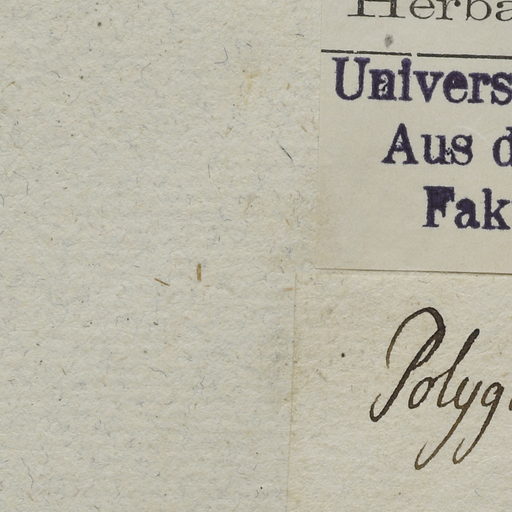 Herba
Univers
Aus d
Fak
Polyg